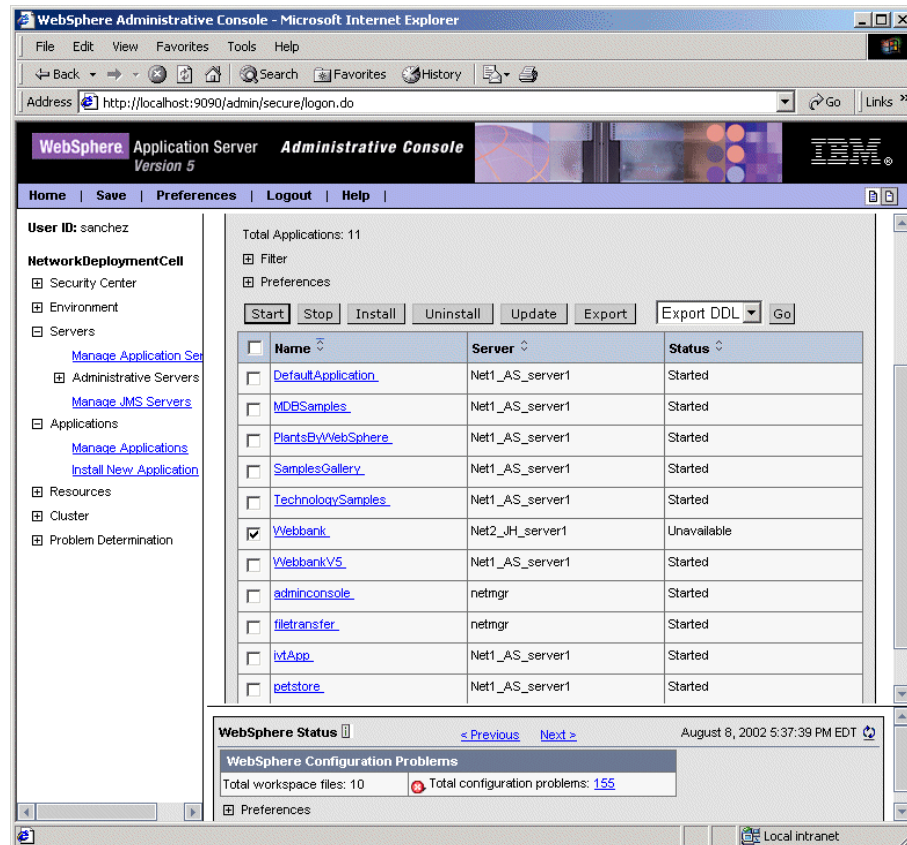 WebSphere Administrative Console - Microsoft Internet Explorer
File Edit View Favorites Tools Help
Back Search Favorites History
Address http://localhost:9090/admin/secure/logon.do Go Links »
WebSphere Application Server Administrative Console
Version 5
IBM
Home | Save | Preferences | Logout | Help |
User ID: sanchez
NetworkDeploymentCell
Security Center
Environment
Servers
Manage Application Ser
Administrative Servers
Manage JMS Servers
Applications
Manage Applications
Install New Application
Resources
Cluster
Problem Determination
Total Applications: 11
Filter
Preferences
Start Stop Install Uninstall Update Export Export DDL Go
Name Server Status
DefaultApplication Net1_AS_server1 Started
MDBSamples Net1_AS_server1 Started
PlantsByWebSphere Net1_AS_server1 Started
SamplesGallery Net1_AS_server1 Started
TechnologySamples Net1_AS_server1 Started
Webbank Net2_JH_server1 Unavailable
WebbankV5 Net1_AS_server1 Started
adminconsole netmgr Started
filetransfer netmgr Started
ivtApp Net1_AS_server1 Started
petstore Net1_AS_server1 Started
WebSphere Status i < Previous Next > August 8, 2002 5:37:39 PM EDT
WebSphere Configuration Problems
Total workspace files: 10 Total configuration problems: 155
Preferences
Local intranet